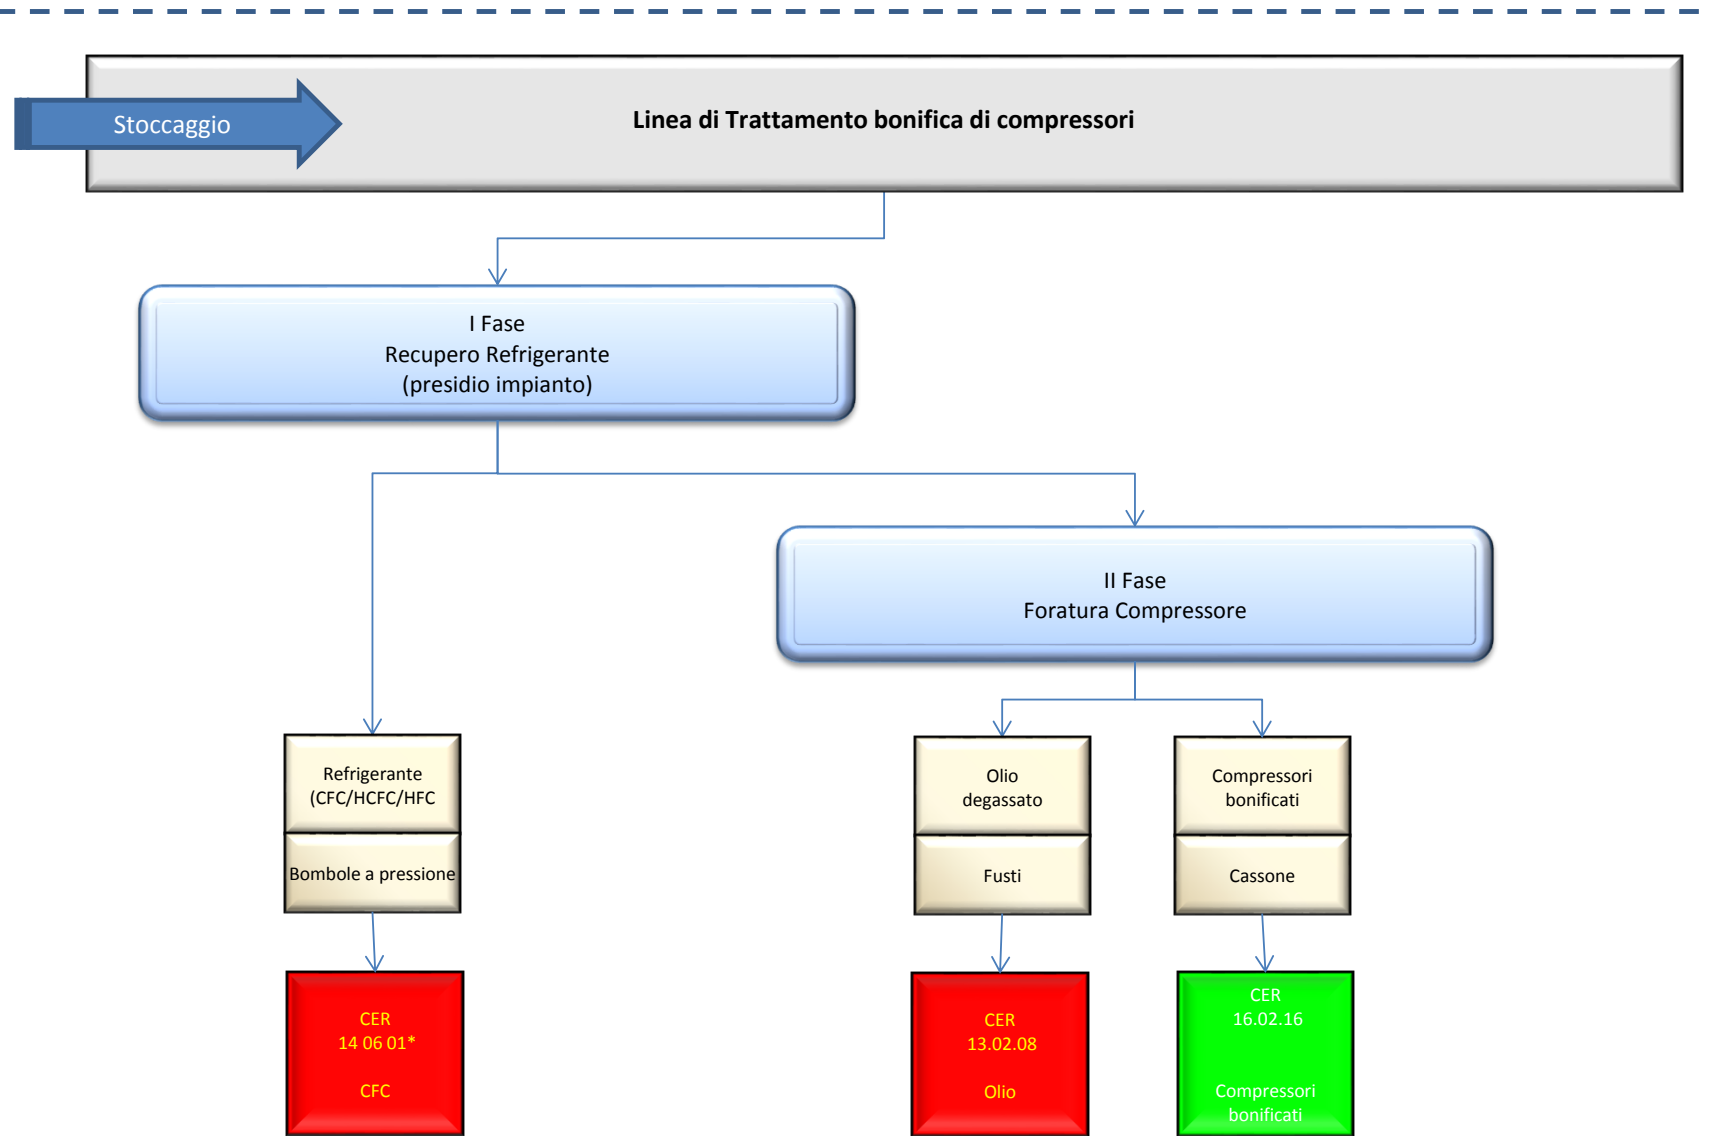 Stoccaggio
Linea di Trattamento bonifica di compressori
I Fase
Recupero Refrigerante
(presidio impianto)
II Fase
Foratura Compressore
Refrigerante
(CFC/HCFC/HFC
Bombole a pressione
Olio
degassato
Fusti
Compressori
bonificati
Cassone
CER
14 06 01*
CFC
CER
13.02.08
Olio
CER
16.02.16
Compressori
bonificati